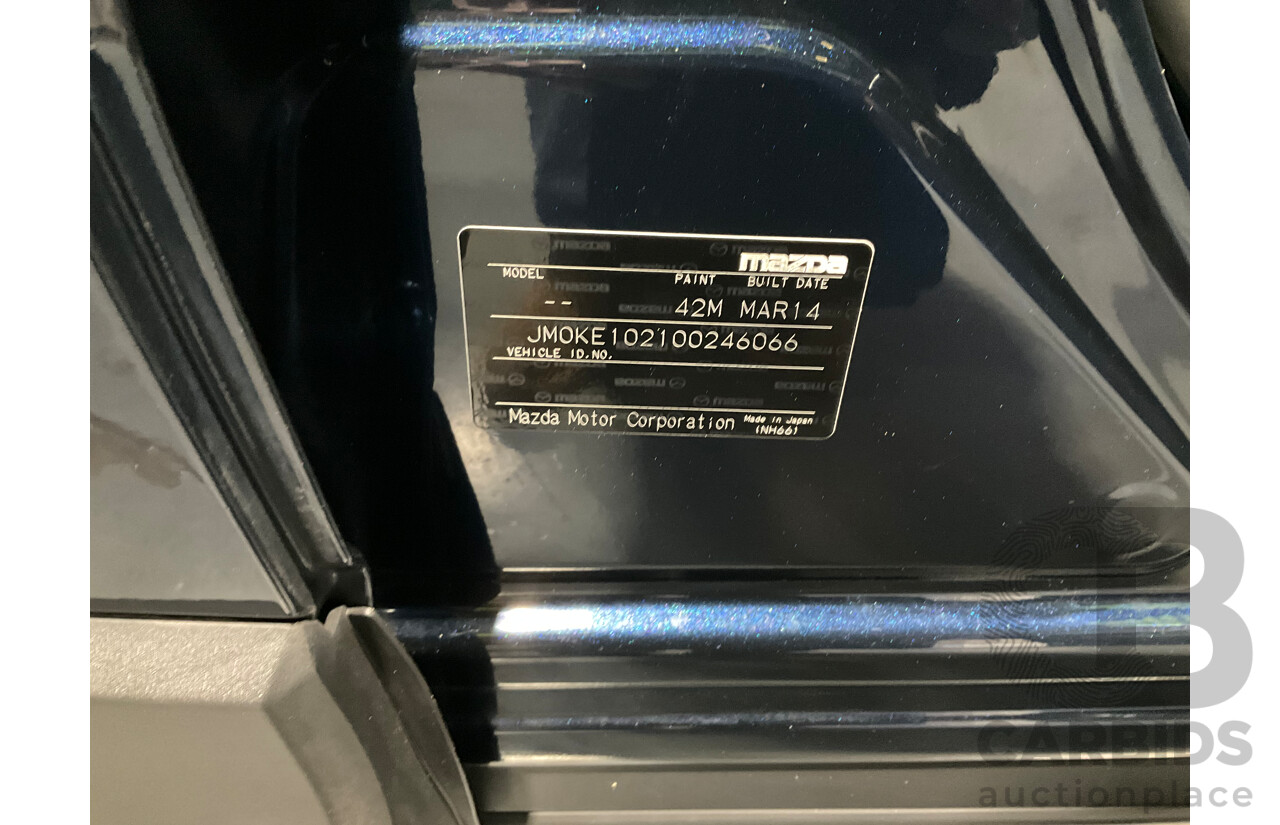 mazda
MODEL PAINT BUILT DATE
-- 42M MAR14
JM0KE102100246066
VEHICLE ID.NO.
Mazda Motor Corporation Made in Japan
(NH66)
CARBIDS
auctionplace